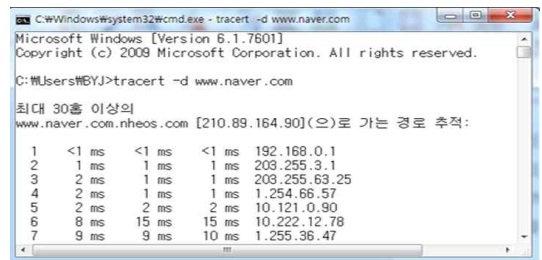 C:₩Windows₩system32₩cmd.exe - tracert -d www.naver.com
Microsoft Windows [Version 6.1.7601]
Copyright (c) 2009 Microsoft Corporation. All rights reserved.
C:₩Users₩BYJ>tracert -d www.naver.com
최대 30홉 이상의
www.naver.com.nheos.com [210.89.164.90](으)로 가는 경로 추적:
1 <1 ms <1 ms <1 ms 192.168.0.1
2 1 ms 1 ms 1 ms 203.255.3.1
3 2 ms 1 ms 1 ms 203.255.63.25
4 2 ms 1 ms 1 ms 1.254.66.57
5 2 ms 2 ms 2 ms 10.121.0.90
6 8 ms 15 ms 15 ms 10.222.12.78
7 9 ms 9 ms 10 ms 1.255.36.47